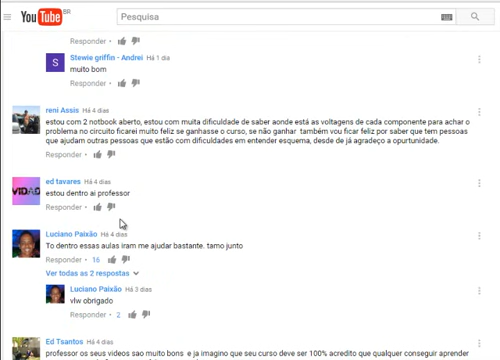 YouTube BR
Pesquisa
Responder •
Stewie griffin - Andrei Há 1 dia
S
muito bom
Responder •
reni Assis Há 4 dias
estou com 2 notbook aberto, estou com muita dificuldade de saber aonde está as voltagens de cada componente para achar o
problema no circuito ficarei muito feliz se ganhasse o curso, se não ganhar também vou ficar feliz por saber que tem pessoas
que ajudam outras pessoas que estão com dificuldades em entender esquema, desde de já agradeço a opurtunidade.
Responder •
ed tavares Há 4 dias
VIDAO
estou dentro ai professor
Responder •
Luciano Paixão Há 4 dias
To dentro essas aulas iram me ajudar bastante. tamo junto
Responder • 16
Ver todas as 2 respostas
Luciano Paixão Há 3 dias
vlw obrigado
Responder • 2
Ed Tsantos Há 4 dias
professor os seus videos sao muito bons e ja imagino que seu curso deve ser 100% acredito que qualquer conseguir aprender